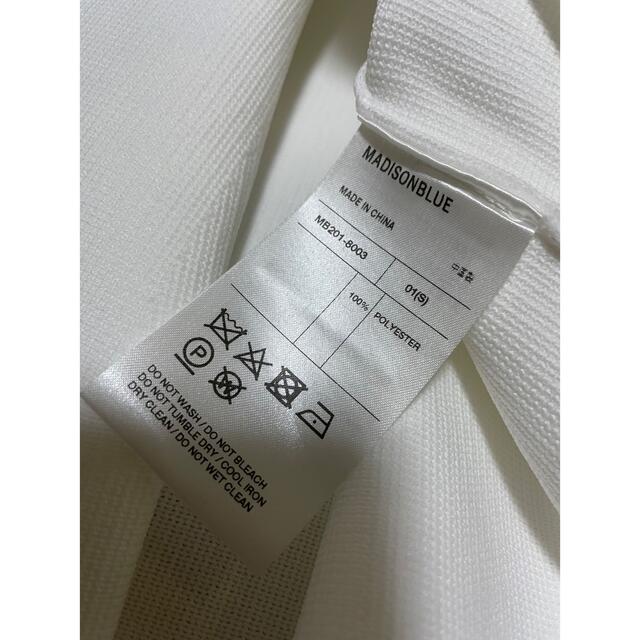 MADISONBLUE
MADE IN CHINA
MB201-8003
01(S)
100%
POLYESTER
P
W
DO NOT WASH / DO NOT BLEACH
DO NOT TUMBLE DRY / COOL IRON
DRY CLEAN / DO NOT WET CLEAN